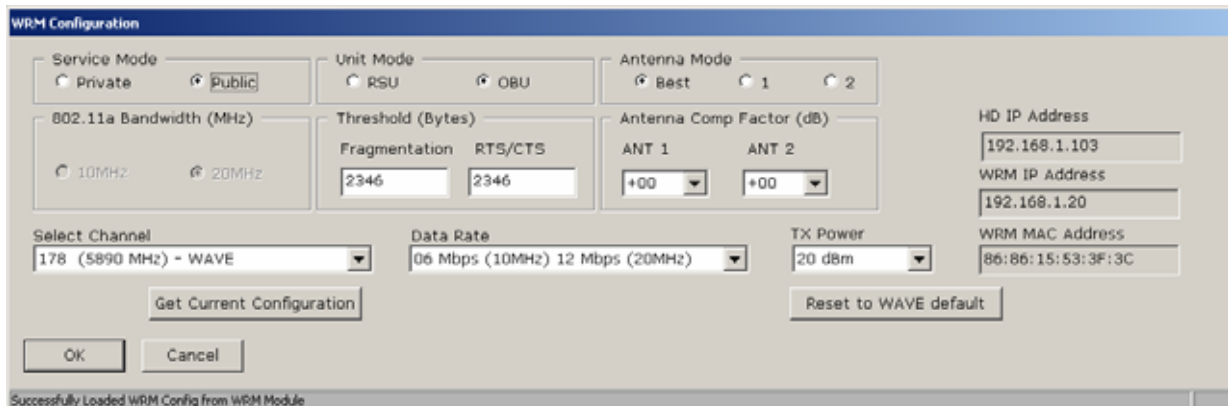 WRM Configuration
Service Mode
Private Public
Unit Mode
RSU OBU
Antenna Mode
Best 1 2
802.11a Bandwidth (MHz)
10MHz 20MHz
Threshold (Bytes)
Fragmentation RTS/CTS
2346 2346
Antenna Comp Factor (dB)
ANT 1 ANT 2
+00 +00
HD IP Address
192.168.1.103
WRM IP Address
192.168.1.20
WRM MAC Address
86:86:15:53:3F:3C
Select Channel
178 (5890 MHz) - WAVE
Data Rate
06 Mbps (10MHz) 12 Mbps (20MHz)
TX Power
20 dBm
Get Current Configuration
Reset to WAVE default
OK Cancel
Successfully Loaded WRM Config from WRM Module